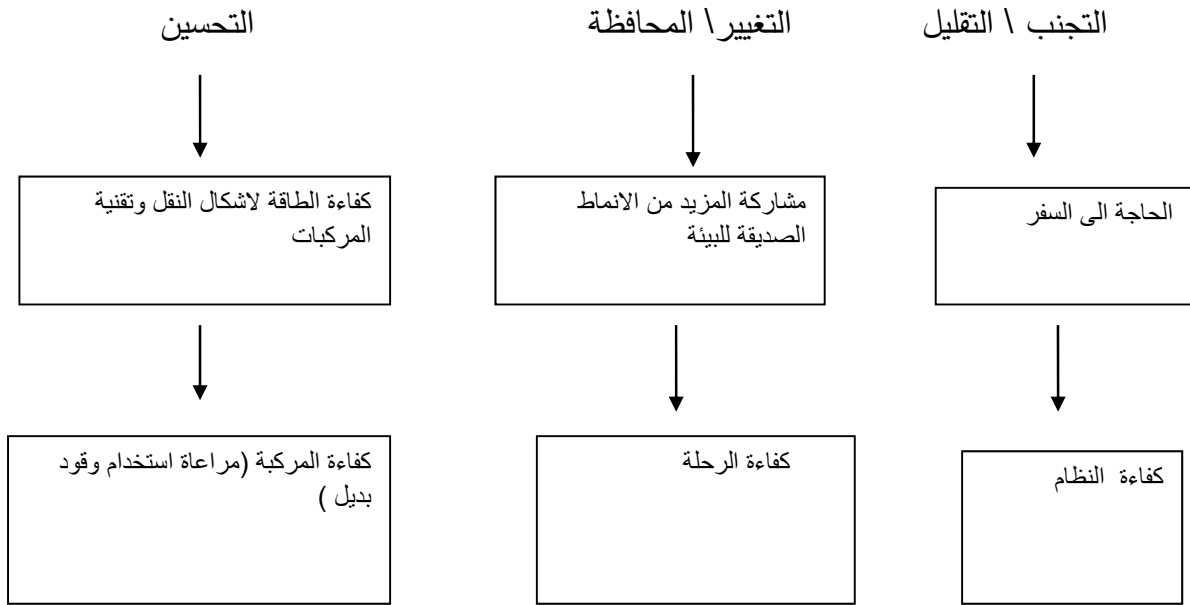 التجنب \ التقليل
التغيير\ المحافظة
التحسين
الحاجة الى السفر
مشاركة المزيد من الانماط
الصديقة للبيئة
كفاءة الطاقة لاشكال النقل وتقنية
المركبات
كفاءة النظام
كفاءة الرحلة
كفاءة المركبة (مراعاة استخدام وقود
بديل )